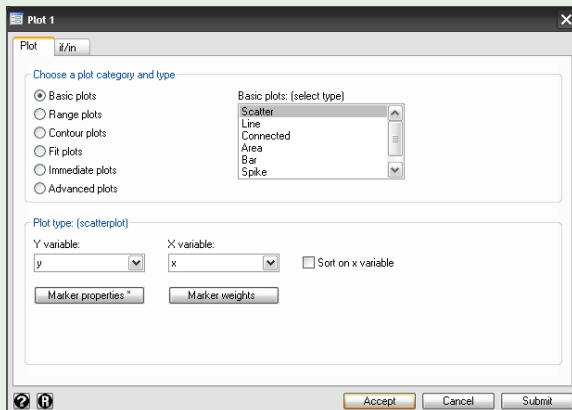 Plot 1
Plot if/in
Choose a plot category and type
Basic plots
Range plots
Contour plots
Fit plots
Immediate plots
Advanced plots
Basic plots: (select type)
Scatter
Line
Connected
Area
Bar
Spike
Plot type: (scatterplot)
Y variable: X variable:
y x Sort on x variable
Marker properties * Marker weights
? R Accept Cancel Submit